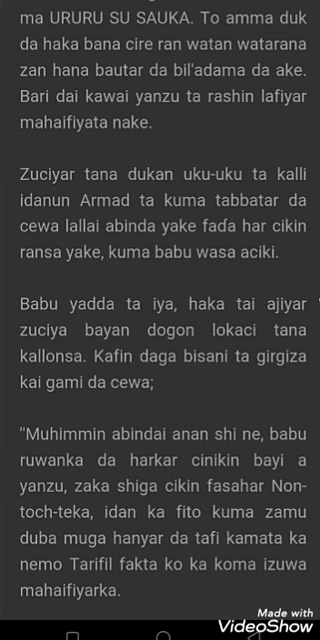 ma URURU SU SAUKA. To amma duk
da haka bana cire ran watan watarana
zan hana bautar da bil'adama da ake.
Bari dai kawai yanzu ta rashin lafiyar
mahaifiyata nake.
Zuciyar tana dukan uku-uku ta kalli
idanun Armad ta kuma tabbatar da
cewa lallai abinda yake faɗa har cikin
ransa yake, kuma babu wasa aciki.
Babu yadda ta iya, haka tai ajiyar
zuciya bayan dogon lokaci tana
kallonsa. Kafin daga bisani ta girgiza
kai gami da cewa;
"Muhimmin abindai anan shi ne, babu
ruwanka da harkar cinikin bayi a
yanzu, zaka shiga cikin fasahar Non-
toch-teka, idan ka fito kuma zamu
duba muga hanyar da tafi kamata ka
nemo Tarifil fakta ko ka koma izuwa
mahaifiyarka.
Made with
VideoShow